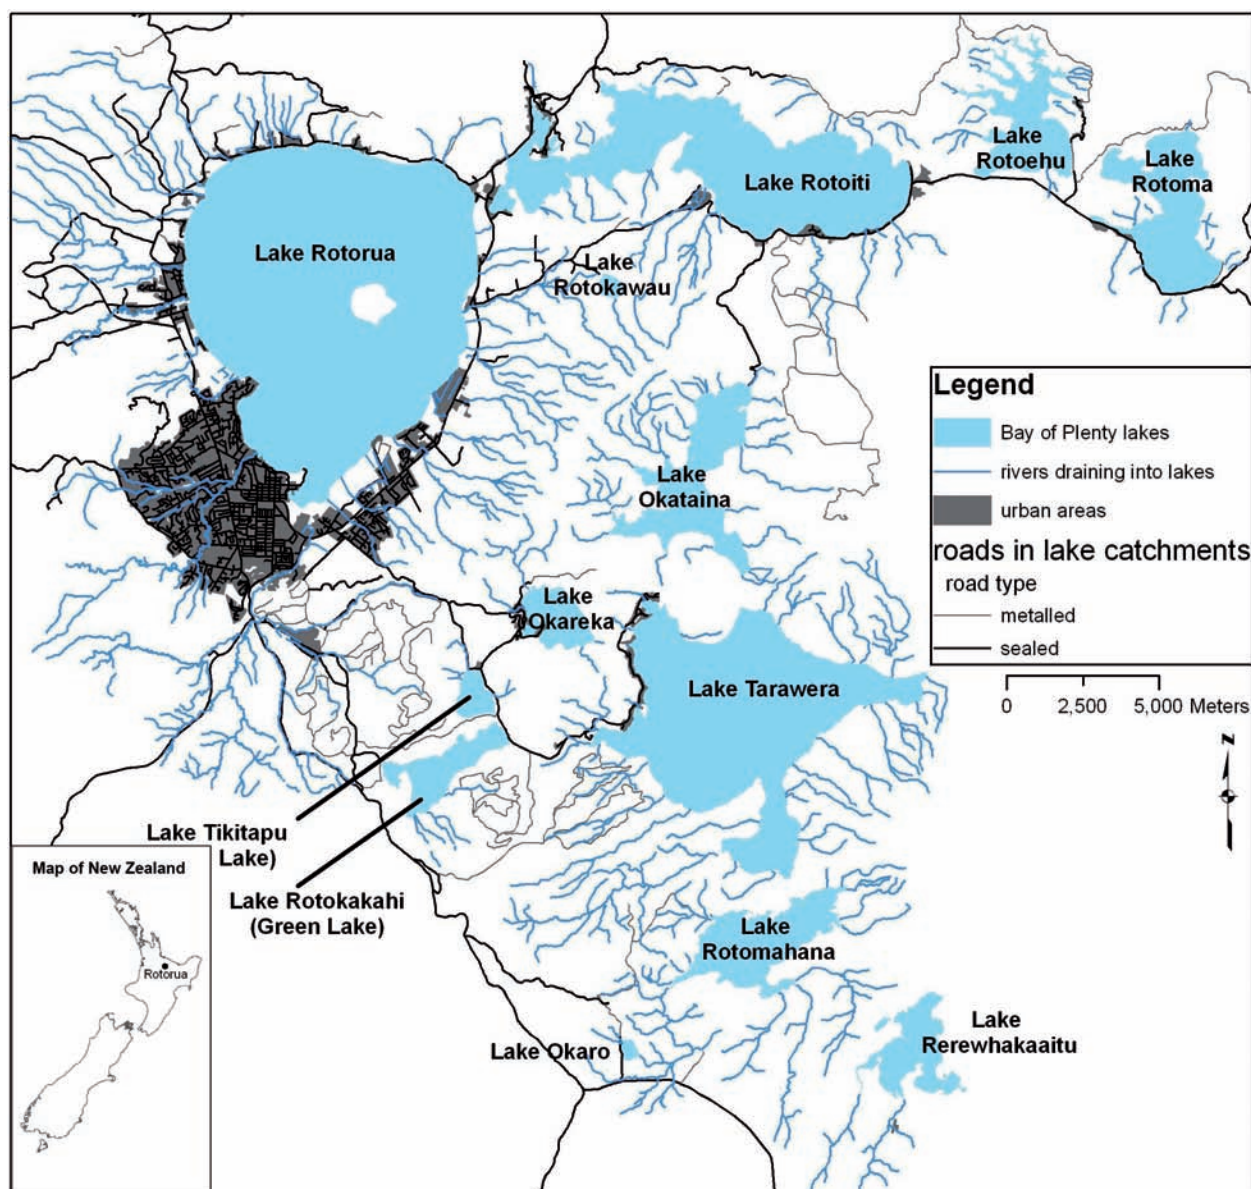 Lake
Rotoehu
Lake
Rotoma
Lake Rotoiti
Lake Rotorua
Lake
Rotokawau
Legend
Bay of Plenty lakes
rivers draining into lakes
urban areas
roads in lake catchments
road type
metalled
sealed
0 2,500 5,000 Meters
N
Lake
Okataina
Lake
Okareka
Lake Tarawera
Lake Tikitapu
Lake)
Lake Rotokakahi
(Green Lake)
Lake
Rotomahana
Lake
Rerewhakaaitu
Lake Okaro
Map of New Zealand
Rotorua